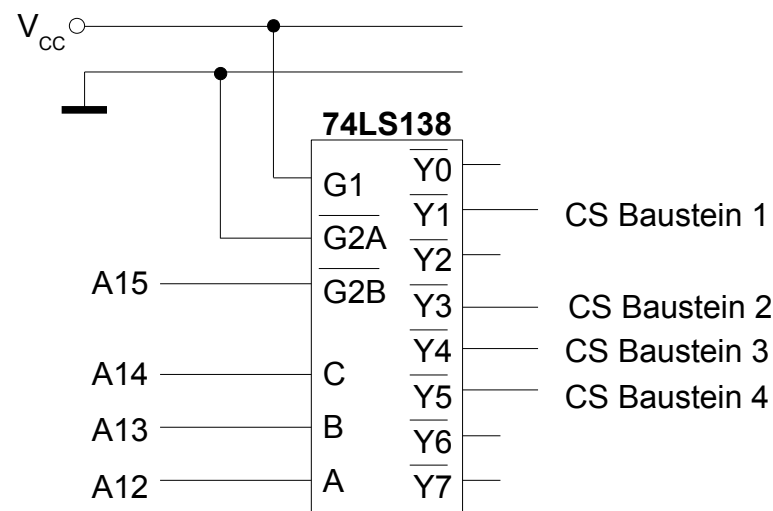 VCC
74LS138
G1
G2A
G2B
C
B
A
A15
A14
A13
A12
Y0
Y1
Y2
Y3
Y4
Y5
Y6
Y7
CS Baustein 1
CS Baustein 2
CS Baustein 3
CS Baustein 4